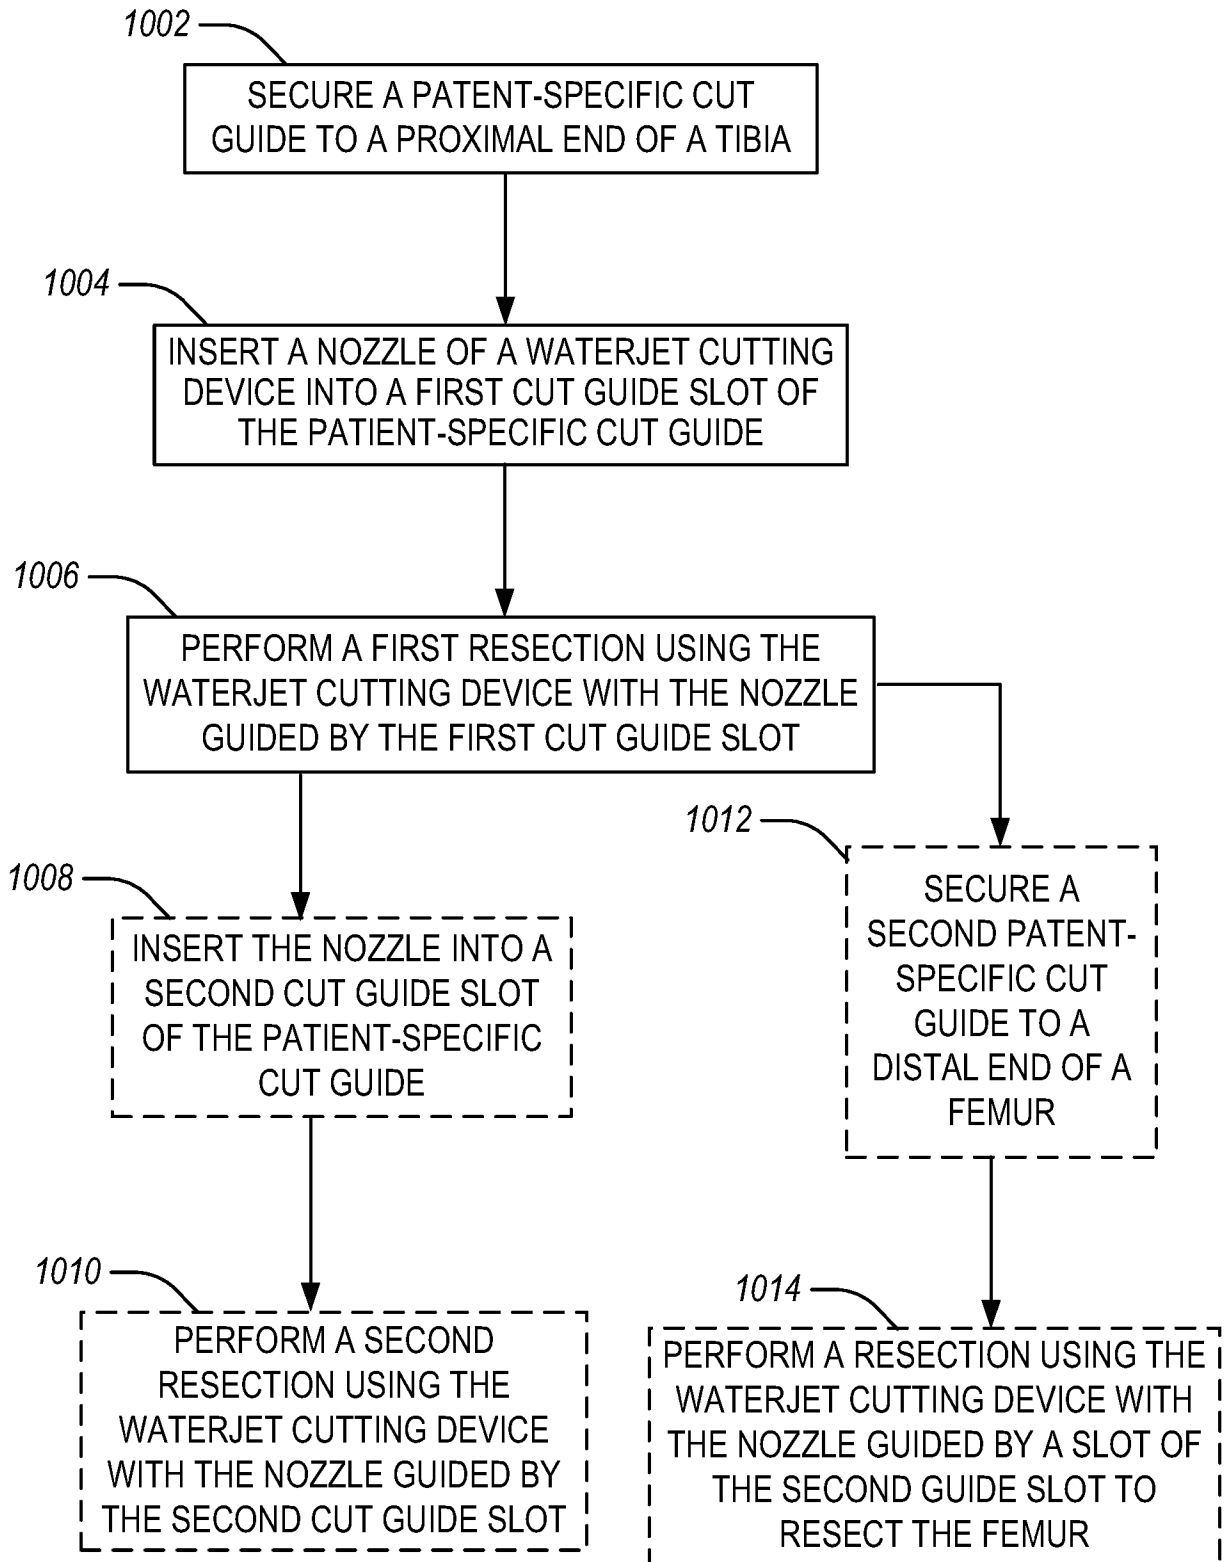 1002
SECURE A PATENT-SPECIFIC CUT
GUIDE TO A PROXIMAL END OF A TIBIA
1004
INSERT A NOZZLE OF A WATERJET CUTTING
DEVICE INTO A FIRST CUT GUIDE SLOT OF
THE PATIENT-SPECIFIC CUT GUIDE
1006
PERFORM A FIRST RESECTION USING THE
WATERJET CUTTING DEVICE WITH THE NOZZLE
GUIDED BY THE FIRST CUT GUIDE SLOT
1008
INSERT THE NOZZLE INTO A
SECOND CUT GUIDE SLOT
OF THE PATIENT-SPECIFIC
CUT GUIDE
1010
PERFORM A SECOND
RESECTION USING THE
WATERJET CUTTING DEVICE
WITH THE NOZZLE GUIDED BY
THE SECOND CUT GUIDE SLOT
1012
SECURE A
SECOND PATENT-
SPECIFIC CUT
GUIDE TO A
DISTAL END OF A
FEMUR
1014
PERFORM A RESECTION USING THE
WATERJET CUTTING DEVICE WITH
THE NOZZLE GUIDED BY A SLOT OF
THE SECOND GUIDE SLOT TO
RESECT THE FEMUR